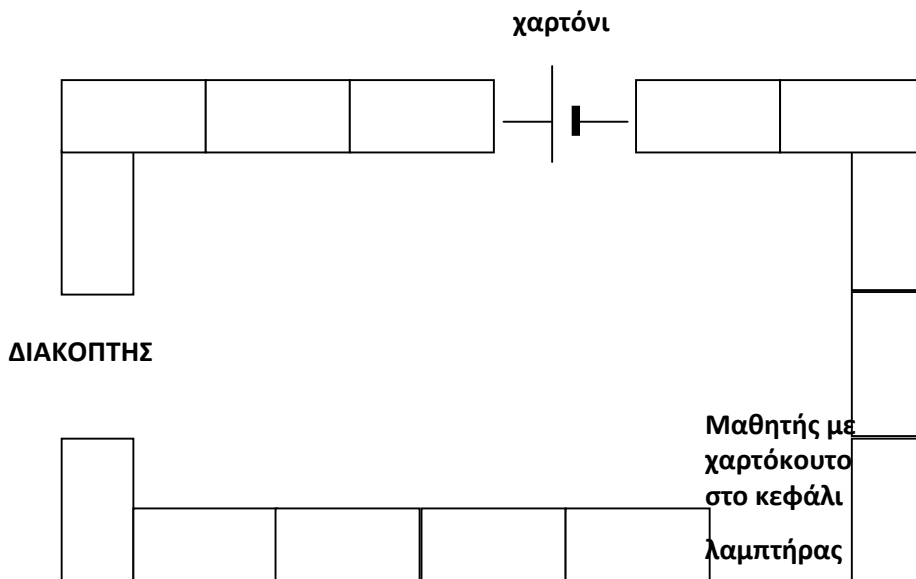 χαρτόνι
ΔΙΑΚΟΠΤΗΣ
Μαθητής με
χαρτόκουτο
στο κεφάλι
λαμπτήρας